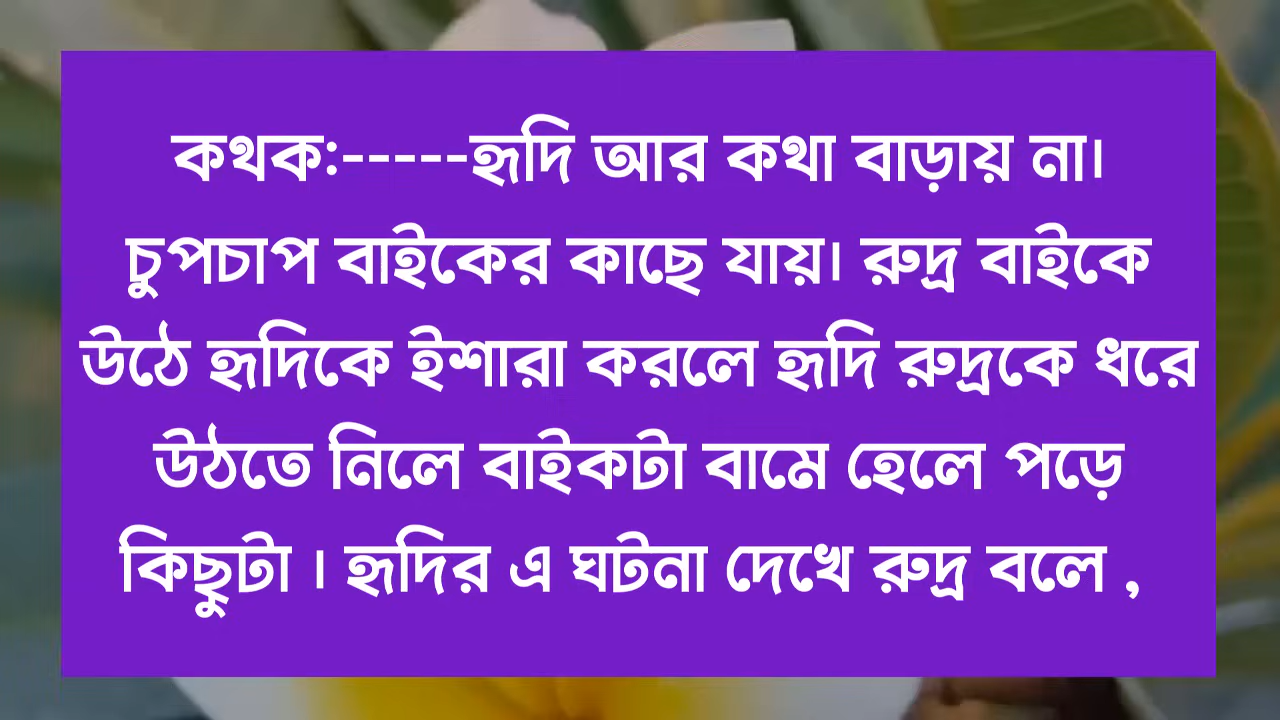 কথক:-----হৃদি আর কথা বাড়ায় না।
চুপচাপ বাইকের কাছে যায়। রুদ্র বাইকে
উঠে হৃদিকে ইশারা করলে হৃদি রুদ্রকে ধরে
উঠতে নিলে বাইকটা বামে হেলে পড়ে
কিছুটা । হৃদির এ ঘটনা দেখে রুদ্র বলে ,